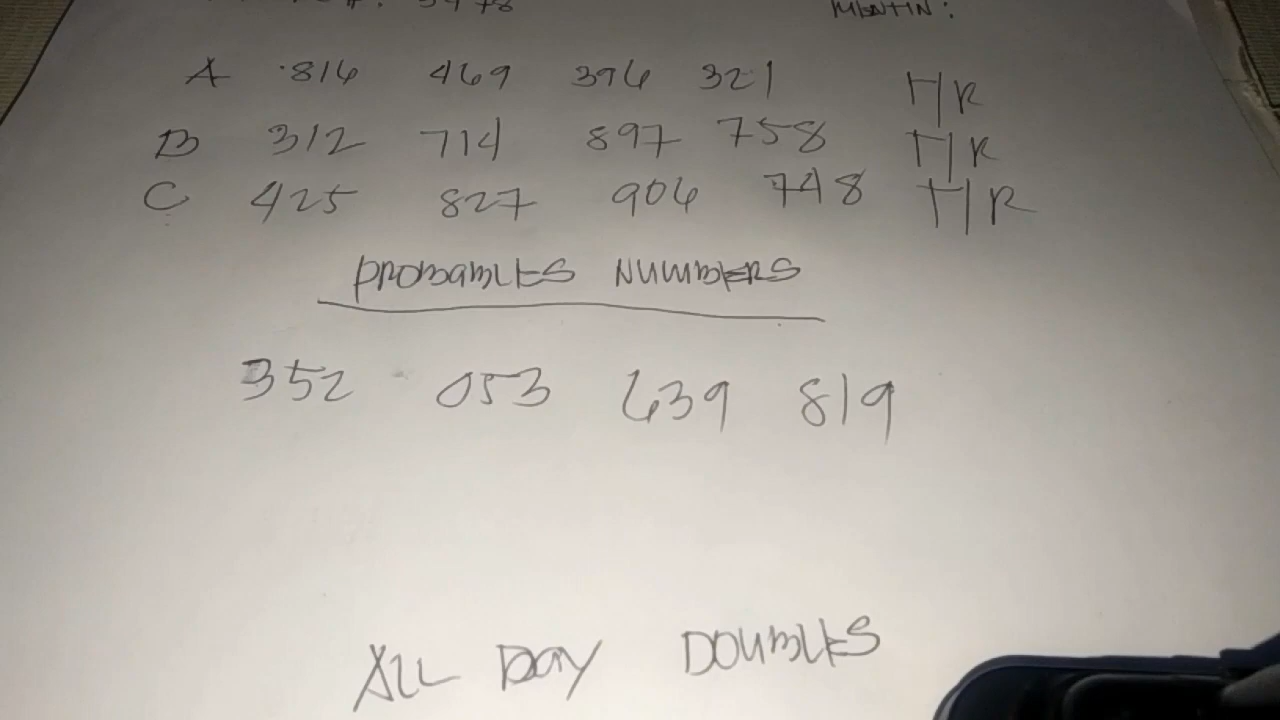 A 816 469 396 321 T/R
B 312 714 897 758 T/R
C 425 827 906 748 T/R
PROBABLES NUMBERS
352 053 639 819
ALL DAY DOUBLES